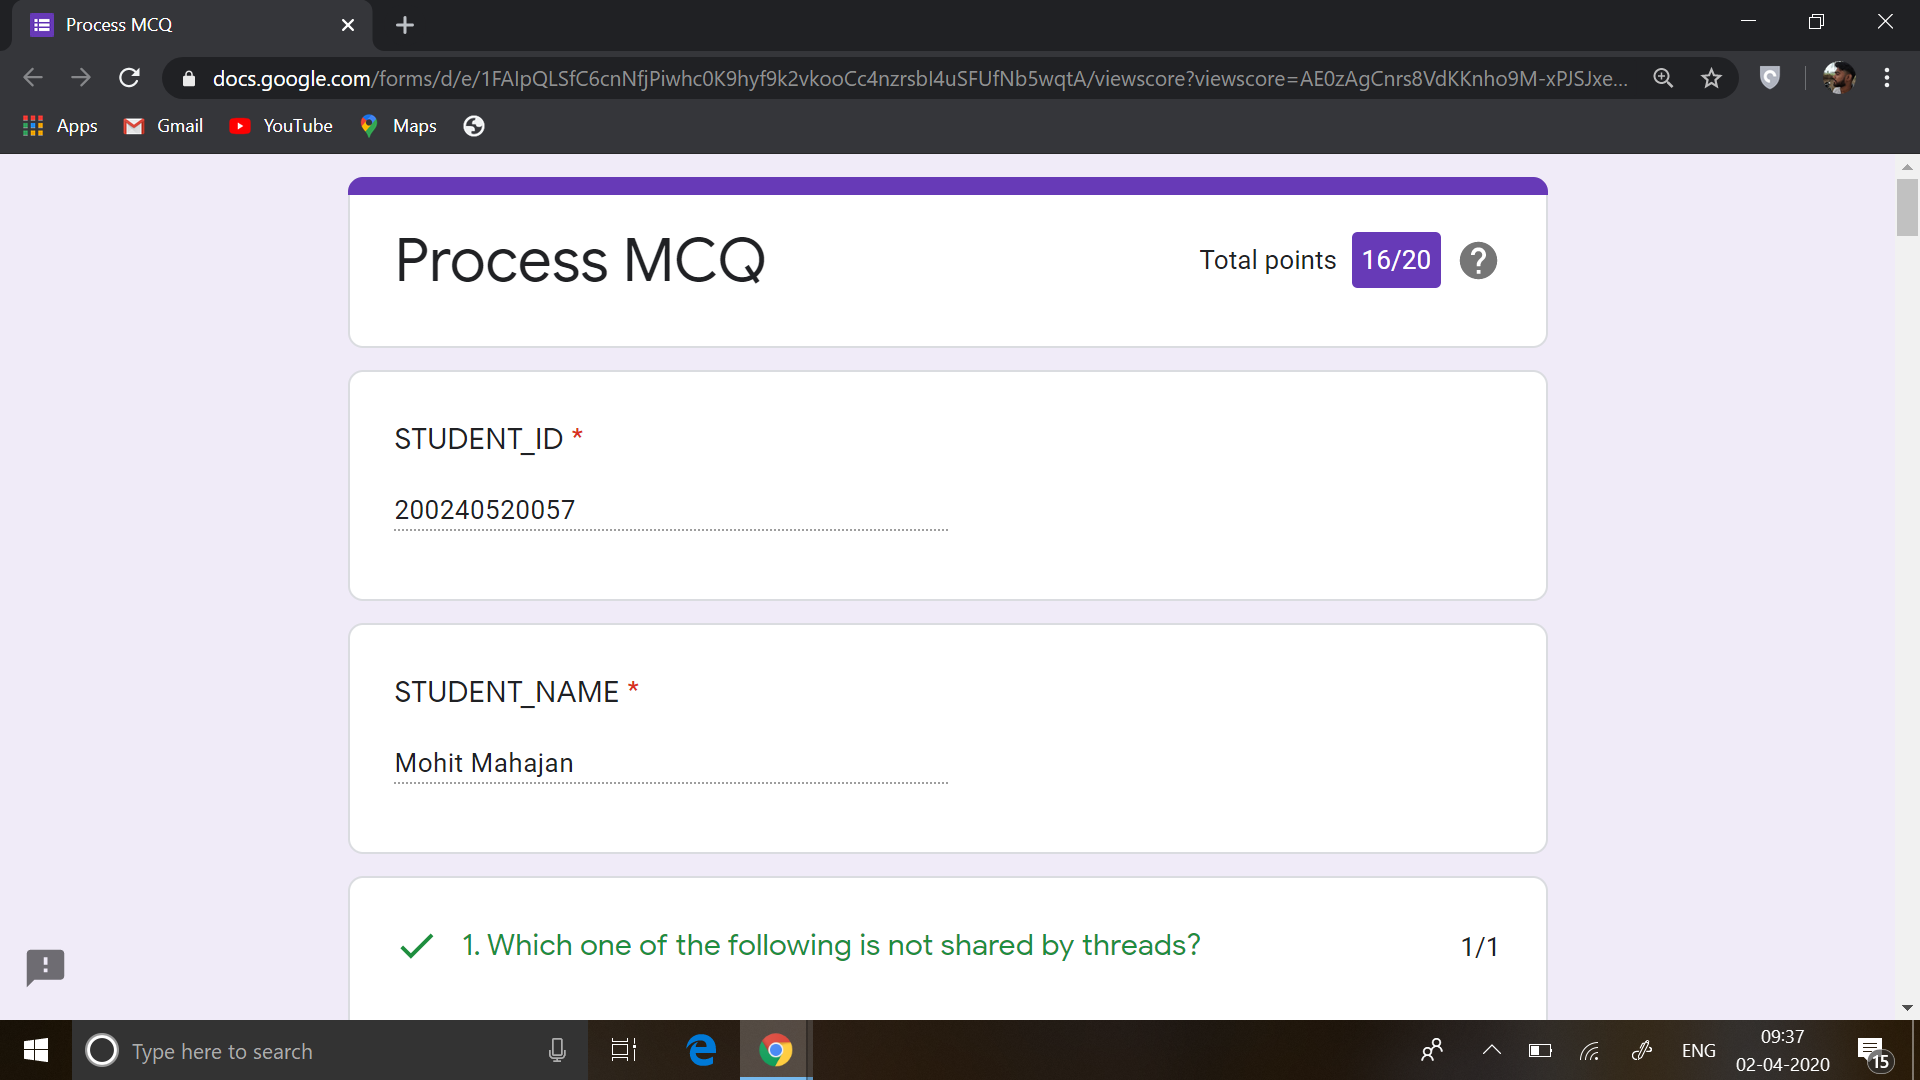 Process MCQ
docs.google.com/forms/d/e/1FAIpQLSfC6cnNfjPiwhc0K9hyf9k2vkooCc4nzrsbI4uSFUfNb5wqtA/viewscore?viewscore=AE0zAgCnrs8VdKKnho9M-xPJSJxe...
Apps Gmail YouTube Maps
Process MCQ
Total points 16/20 ?
STUDENT_ID *
200240520057
STUDENT_NAME *
Mohit Mahajan
1. Which one of the following is not shared by threads? 1/1
Type here to search
ENG
09:37
02-04-2020
15